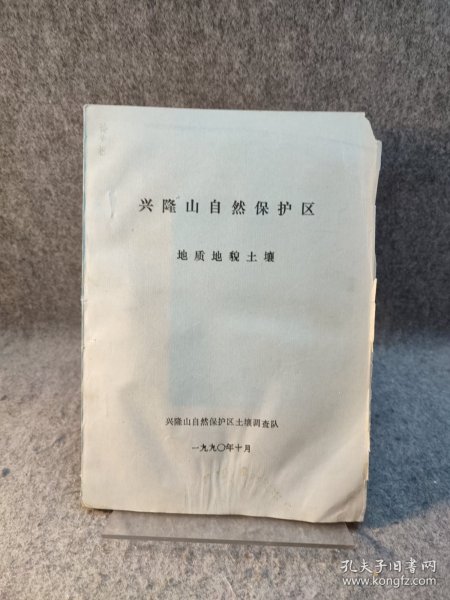 兴隆山自然保护区
地质地貌土壤
兴隆山自然保护区土壤调查队
一九九〇年十月
孔夫子旧书网
www.kongfz.com